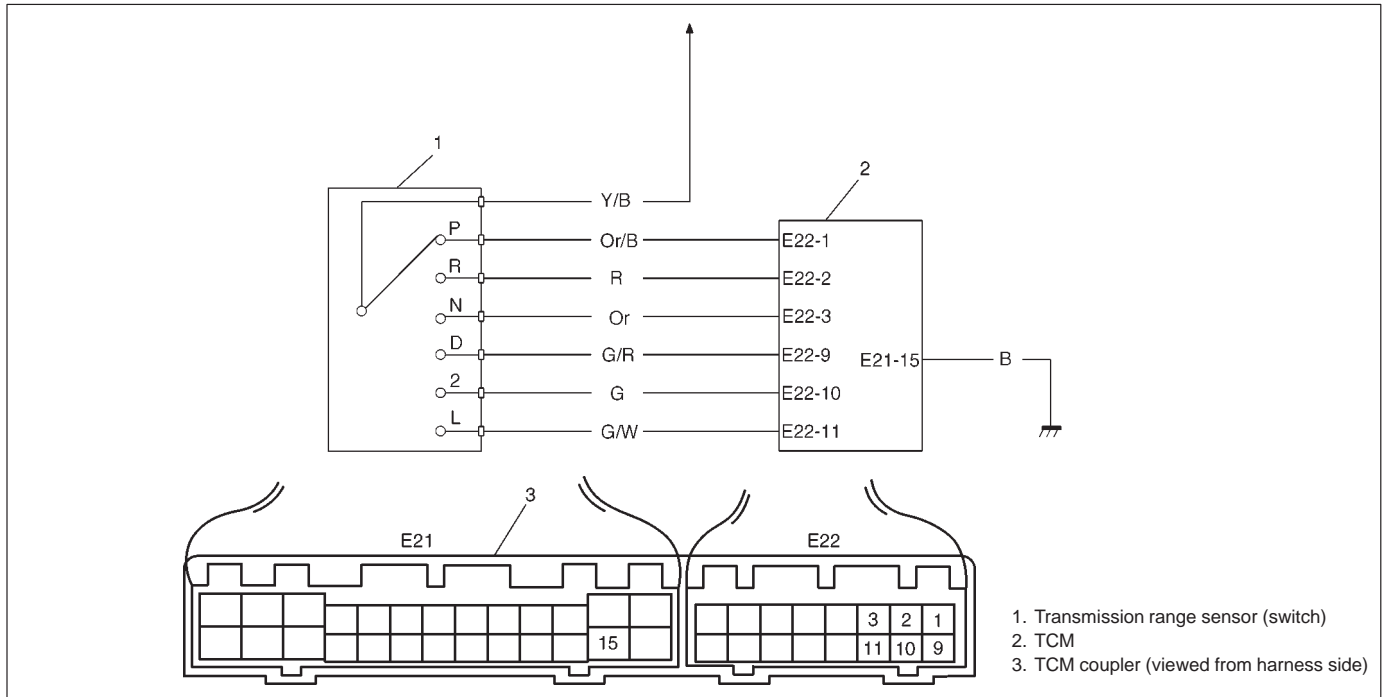 1
2
Y/B
P
Or/B
E22-1
R
R
E22-2
N
Or
E22-3
D
G/R
E22-9
E21-15
B
2
G
E22-10
L
G/W
E22-11
3
E21
E22
3 2 1
15
11 10 9
1. Transmission range sensor (switch)
2. TCM
3. TCM coupler (viewed from harness side)